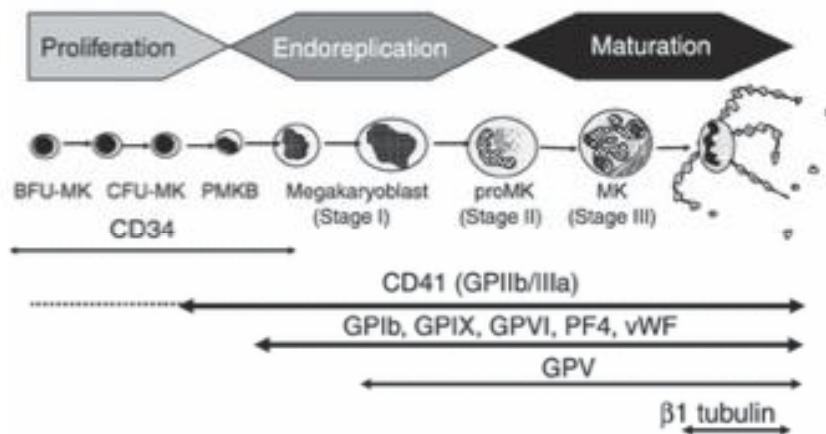 Proliferation Endoreplication Maturation
BFU-MK CFU-MK PMKB Megakaryoblast proMK MK
(Stage I) (Stage II) (Stage III)
CD34
CD41 (GPIIb/IIIa)
GPIb, GPIX, GPVI, PF4, vWF
GPV
β1 tubulin